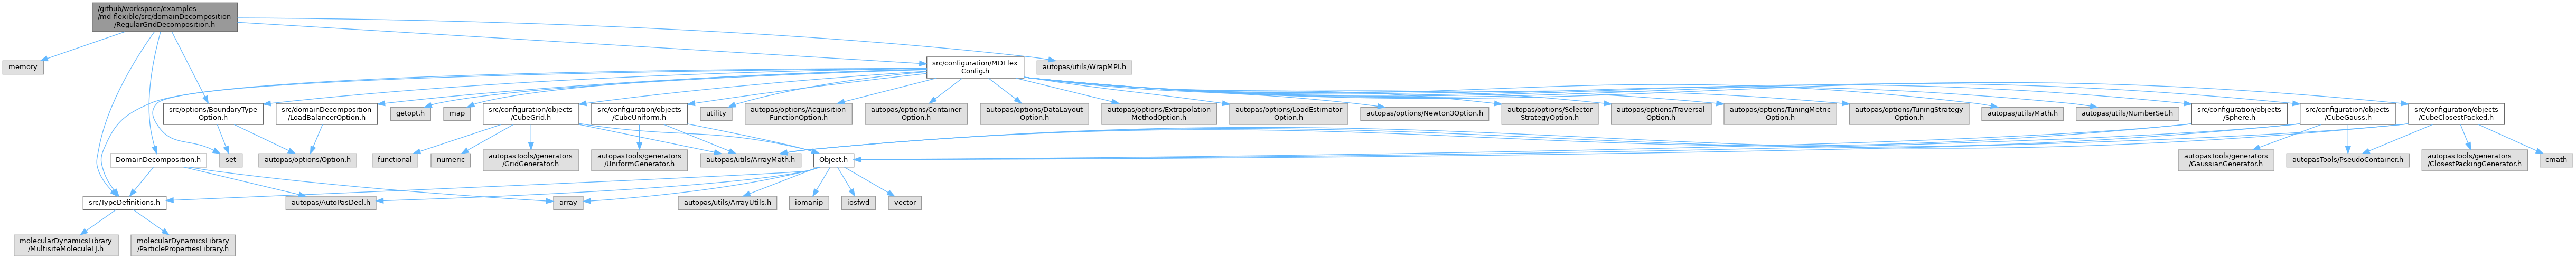 /github/workspace/examples
/md-flexible/src/domainDecomposition
/RegularGridDecomposition.h
memory
src/configuration/MDFlex
Config.h
autopas/utils/WrapMPI.h
src/options/BoundaryType
Option.h
src/domainDecomposition
/LoadBalancerOption.h
getopt.h
map
src/configuration/objects
/CubeGrid.h
src/configuration/objects
/CubeUniform.h
utility
autopas/options/Acquisition
FunctionOption.h
autopas/options/Container
Option.h
autopas/options/DataLayout
Option.h
autopas/options/Extrapolation
MethodOption.h
autopas/options/LoadEstimator
Option.h
autopas/options/Newton3Option.h
autopas/options/Selector
StrategyOption.h
autopas/options/Traversal
Option.h
autopas/options/TuningMetric
Option.h
autopas/options/TuningStrategy
Option.h
autopas/utils/Math.h
autopas/utils/NumberSet.h
src/configuration/objects
/Sphere.h
src/configuration/objects
/CubeGauss.h
src/configuration/objects
/CubeClosestPacked.h
DomainDecomposition.h
set
autopas/options/Option.h
functional
numeric
autopasTools/generators
/GridGenerator.h
autopasTools/generators
/UniformGenerator.h
autopas/utils/ArrayMath.h
Object.h
autopasTools/generators
/GaussianGenerator.h
autopasTools/PseudoContainer.h
autopasTools/generators
/ClosestPackingGenerator.h
cmath
src/TypeDefinitions.h
autopas/AutoPasDecl.h
array
autopas/utils/ArrayUtils.h
iomanip
iosfwd
vector
molecularDynamicsLibrary
/MultisiteMoleculeLJ.h
molecularDynamicsLibrary
/ParticlePropertiesLibrary.h